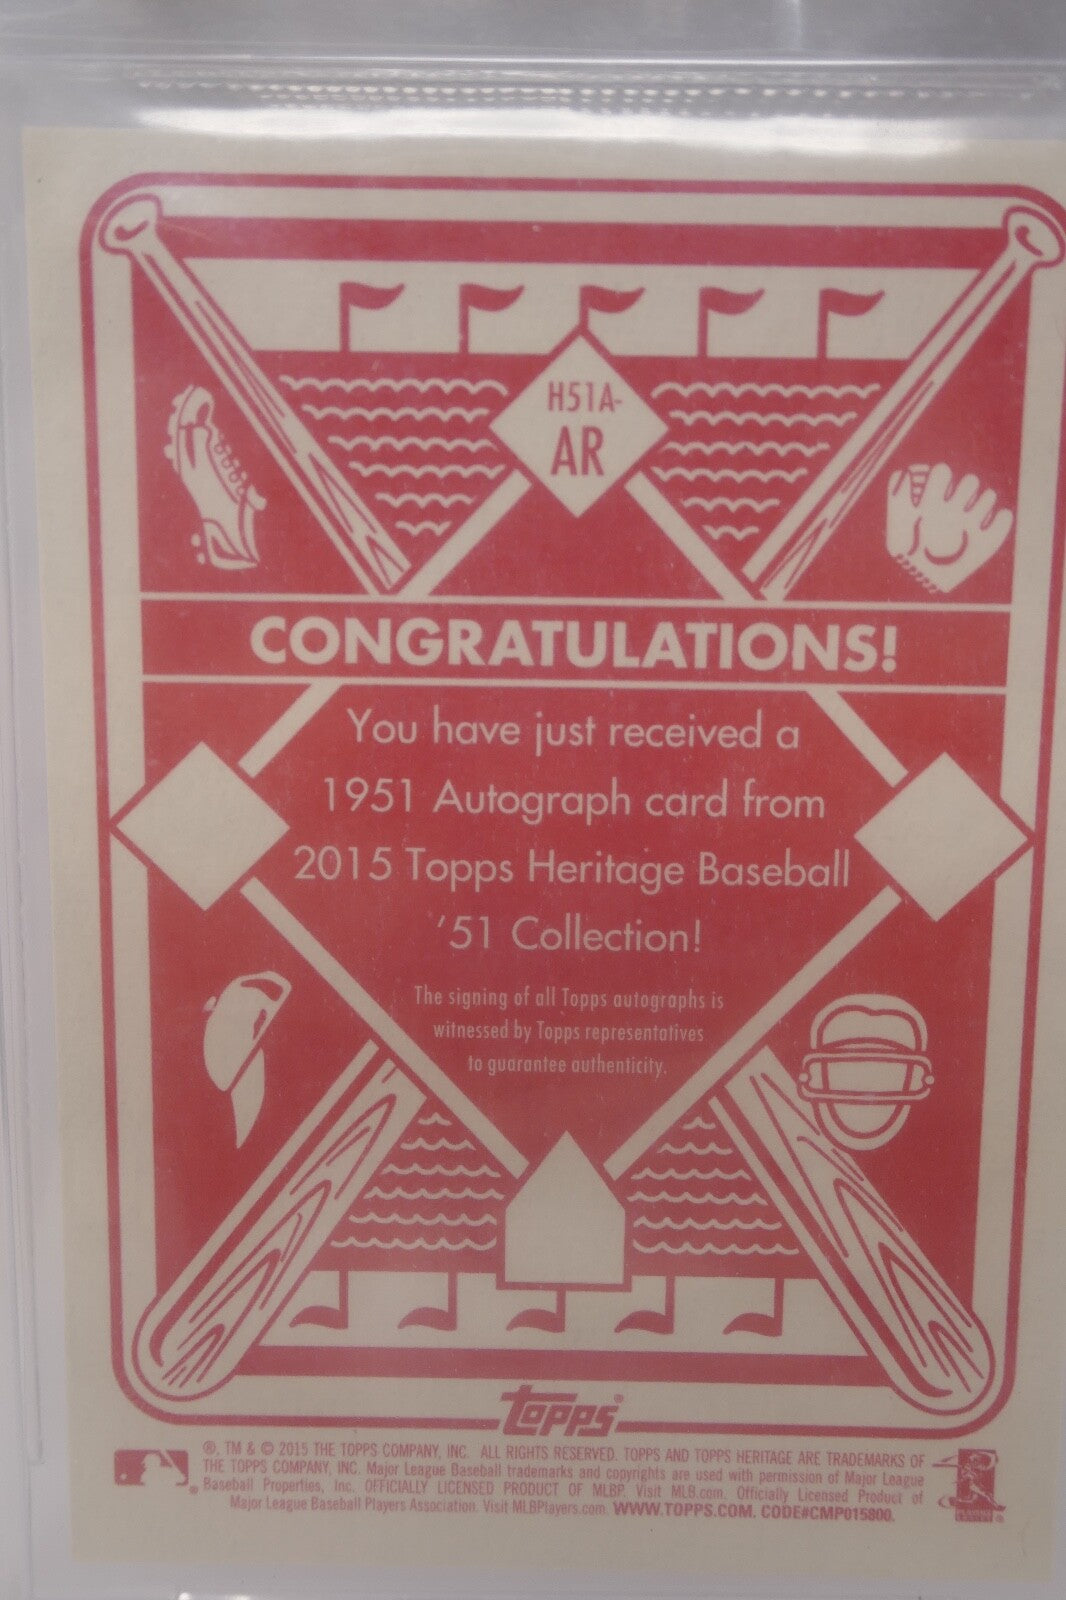 H51A-
AR
CONGRATULATIONS!
You have just received a
1951 Autograph card from
2015 Topps Heritage Baseball
'51 Collection!
The signing of all Topps autographs is
witnessed by Topps representatives
to guarantee authenticity.
topps®
®, TM & © 2015 THE TOPPS COMPANY, INC. ALL RIGHTS RESERVED. TOPPS AND TOPPS HERITAGE ARE TRADEMARKS OF
THE TOPPS COMPANY, INC. Major League Baseball trademarks and copyrights are used with permission of Major League
Baseball Properties, Inc. OFFICIALLY LICENSED PRODUCT OF MLBP. Visit MLB.com. Officially Licensed Product of
Major League Baseball Players Association. Visit MLBPlayers.com. WWW.TOPPS.COM. CODE#CMP015800.